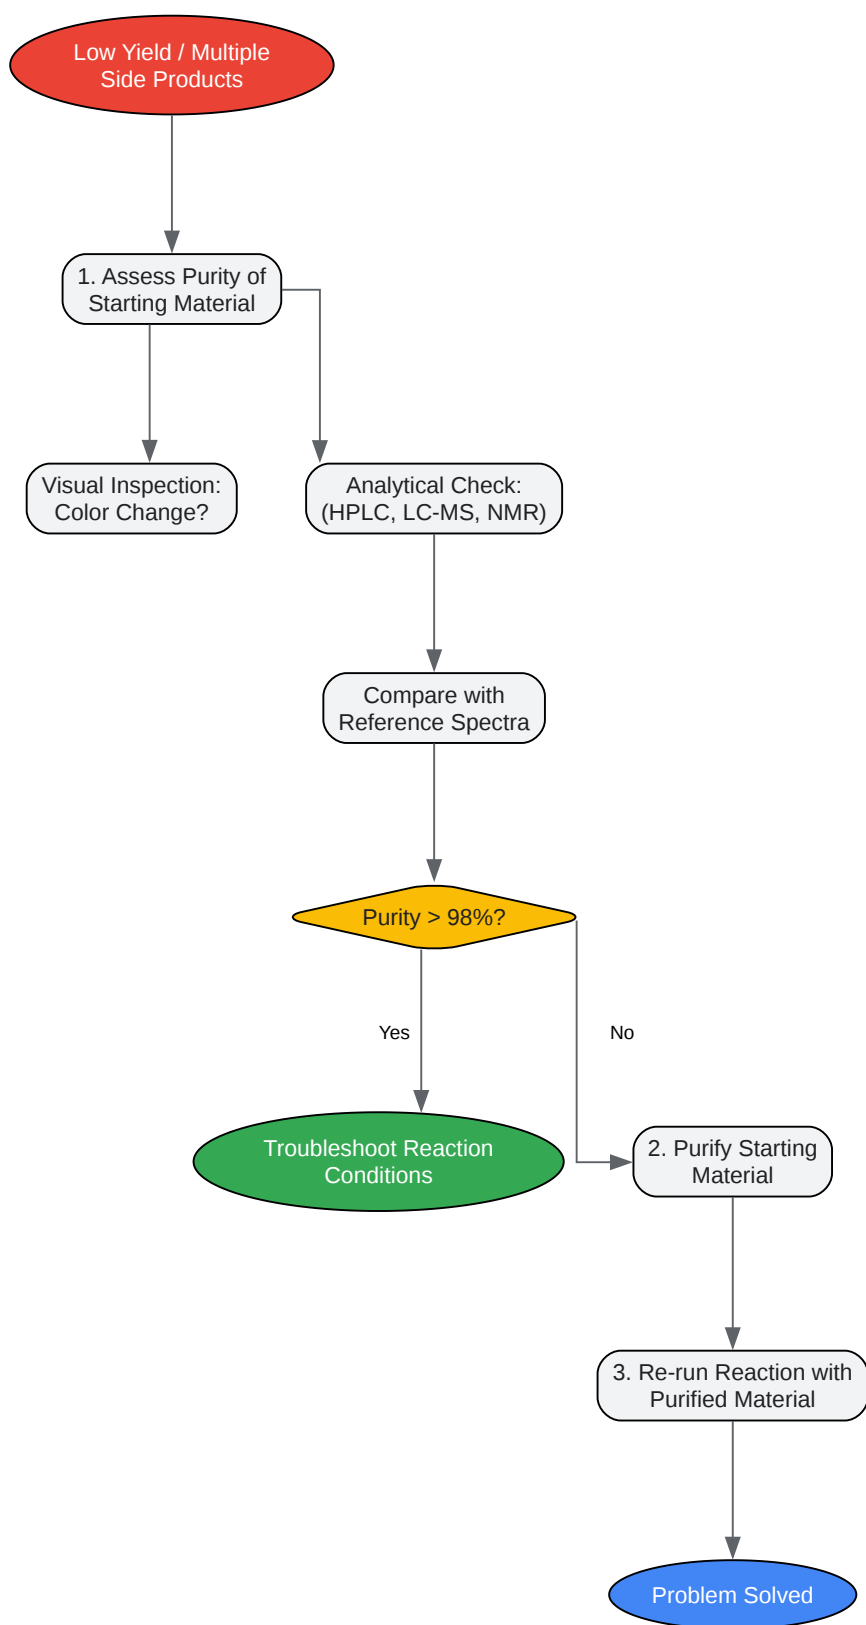 Low Yield / Multiple
Side Products
1. Assess Purity of
Starting Material
Visual Inspection:
Color Change?
Analytical Check:
(HPLC, LC-MS, NMR)
Compare with
Reference Spectra
Purity > 98%?
Yes
No
Troubleshoot Reaction
Conditions
2. Purify Starting
Material
3. Re-run Reaction with
Purified Material
Problem Solved